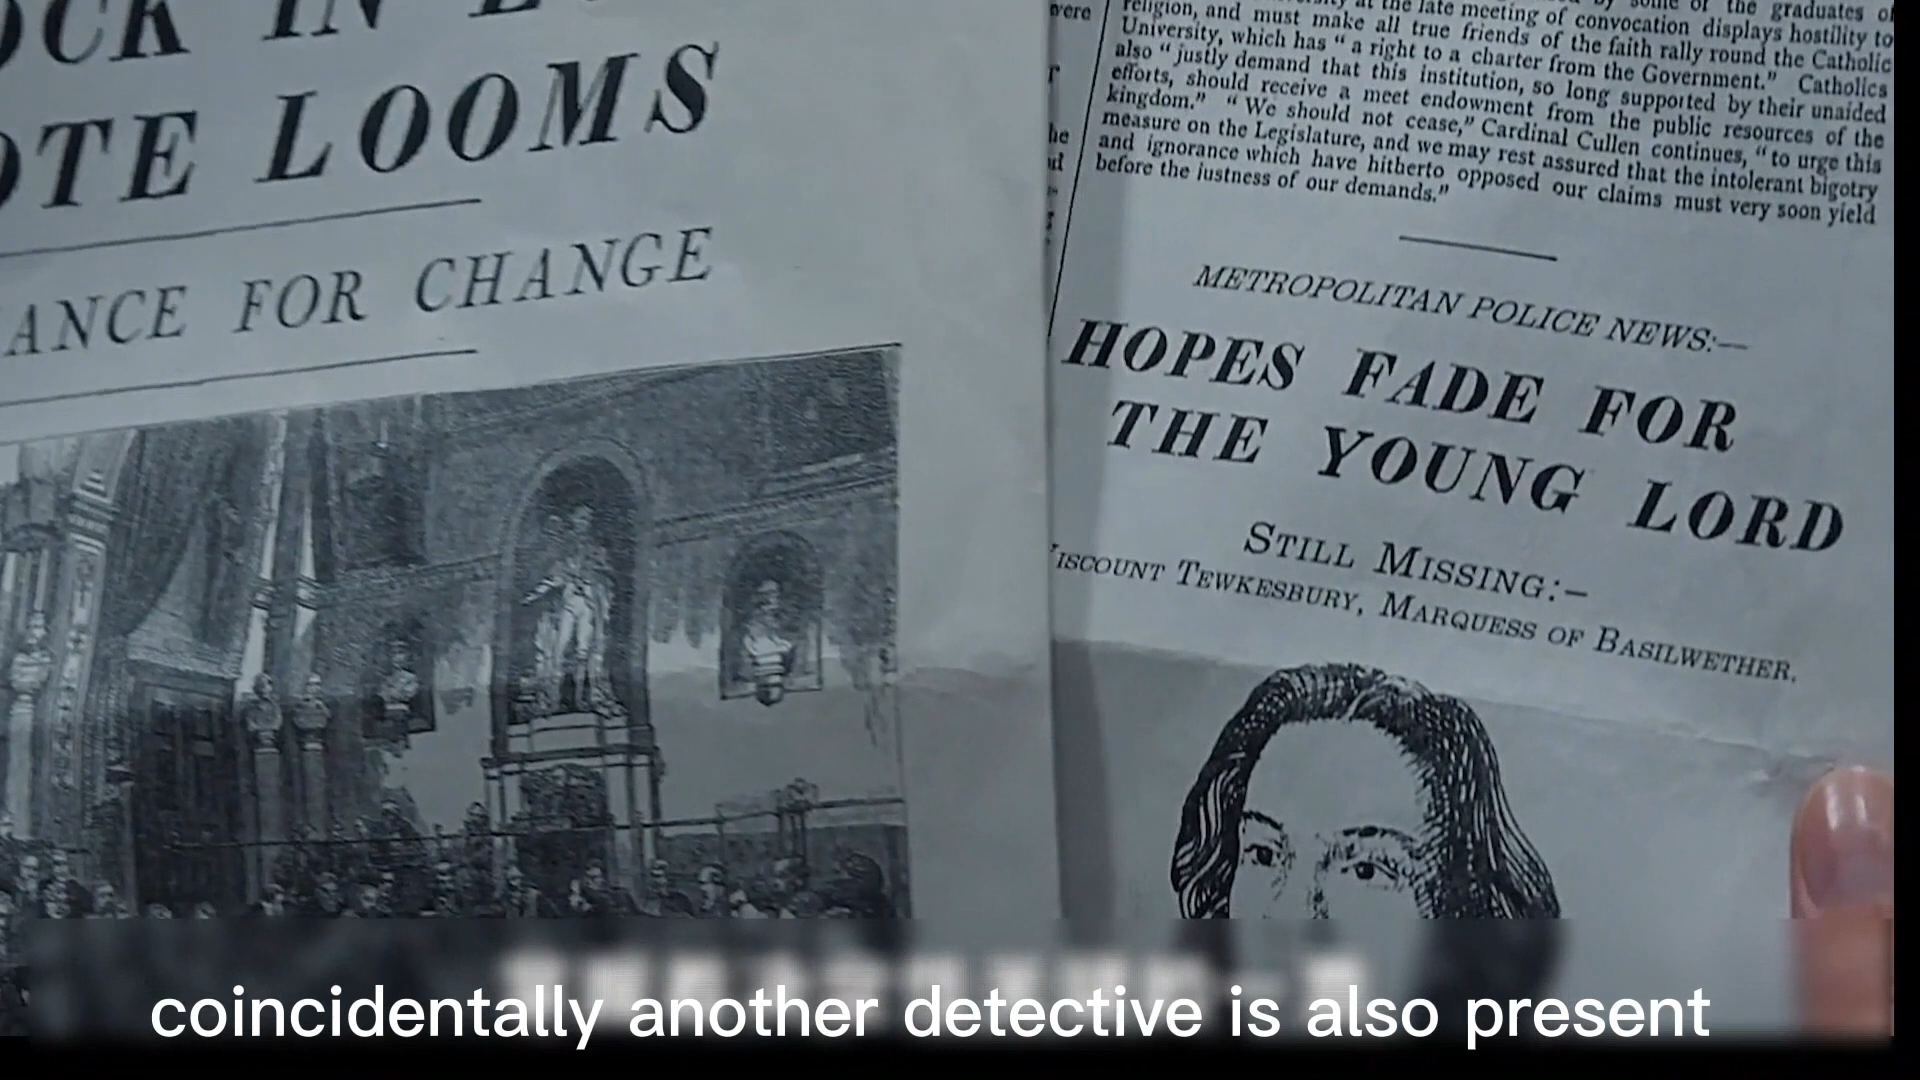 OCK IN
OTE LOOMS
ANCE FOR CHANGE
were
he
religion, and must make all true friends of the faith rally round the Catholic
University, which has “ a right to a charter from the Government.” Catholics
also “ justly demand that this institution, so long supported by their unaided
efforts, should receive a meet endowment from the public resources of the
kingdom.” “ We should not cease,” Cardinal Cullen continues, “ to urge this
measure on the Legislature, and we may rest assured that the intolerant bigotry
and ignorance which have hitherto opposed our claims must very soon yield
before the justness of our demands.”
METROPOLITAN POLICE NEWS:—
HOPES FADE FOR
THE YOUNG LORD
STILL MISSING:—
ISCOUNT TEWKESBURY, MARQUESS OF BASILWETHER.
coincidentally another detective is also present